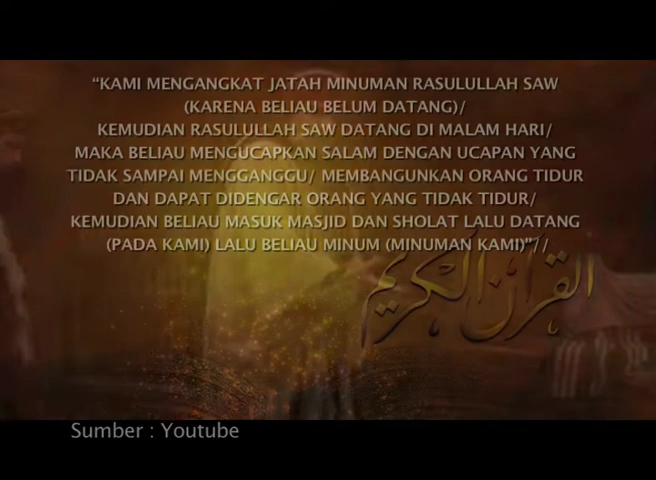 “KAMI MENGANGKAT JATAH MINUMAN RASULULLAH SAW
(KARENA BELIAU BELUM DATANG)/
KEMUDIAN RASULULLAH SAW DATANG DI MALAM HARI/
MAKA BELIAU MENGUCAPKAN SALAM DENGAN UCAPAN YANG
TIDAK SAMPAI MENGGANGGU/ MEMBANGUNKAN ORANG TIDUR
DAN DAPAT DIDENGAR ORANG YANG TIDAK TIDUR/
KEMUDIAN BELIAU MASUK MASJID DAN SHOLAT LALU DATANG
(PADA KAMI) LALU BELIAU MINUM (MINUMAN KAMI)”//
القرآن الكريم
Sumber : Youtube